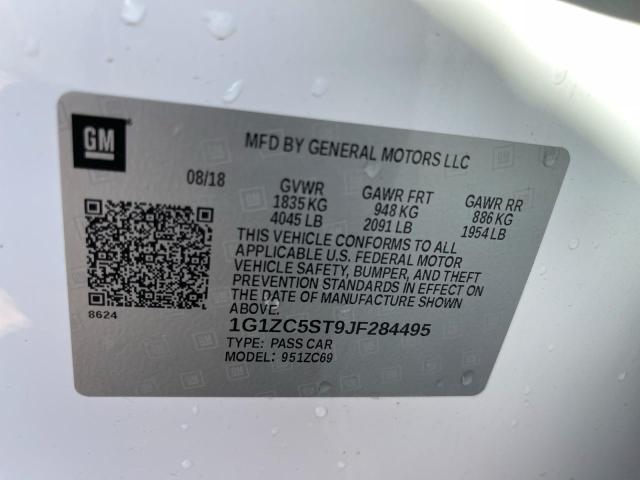 GM
MFD BY GENERAL MOTORS LLC
08/18 GVWR GAWR FRT GAWR RR
1835 KG 948 KG 886 KG
4045 LB 2091 LB 1954 LB
THIS VEHICLE CONFORMS TO ALL
APPLICABLE U.S. FEDERAL MOTOR
VEHICLE SAFETY, BUMPER, AND THEFT
PREVENTION STANDARDS IN EFFECT ON
THE DATE OF MANUFACTURE SHOWN
ABOVE.
8624
1G1ZC5ST9JF284495
TYPE: PASS CAR
MODEL: 951ZC69